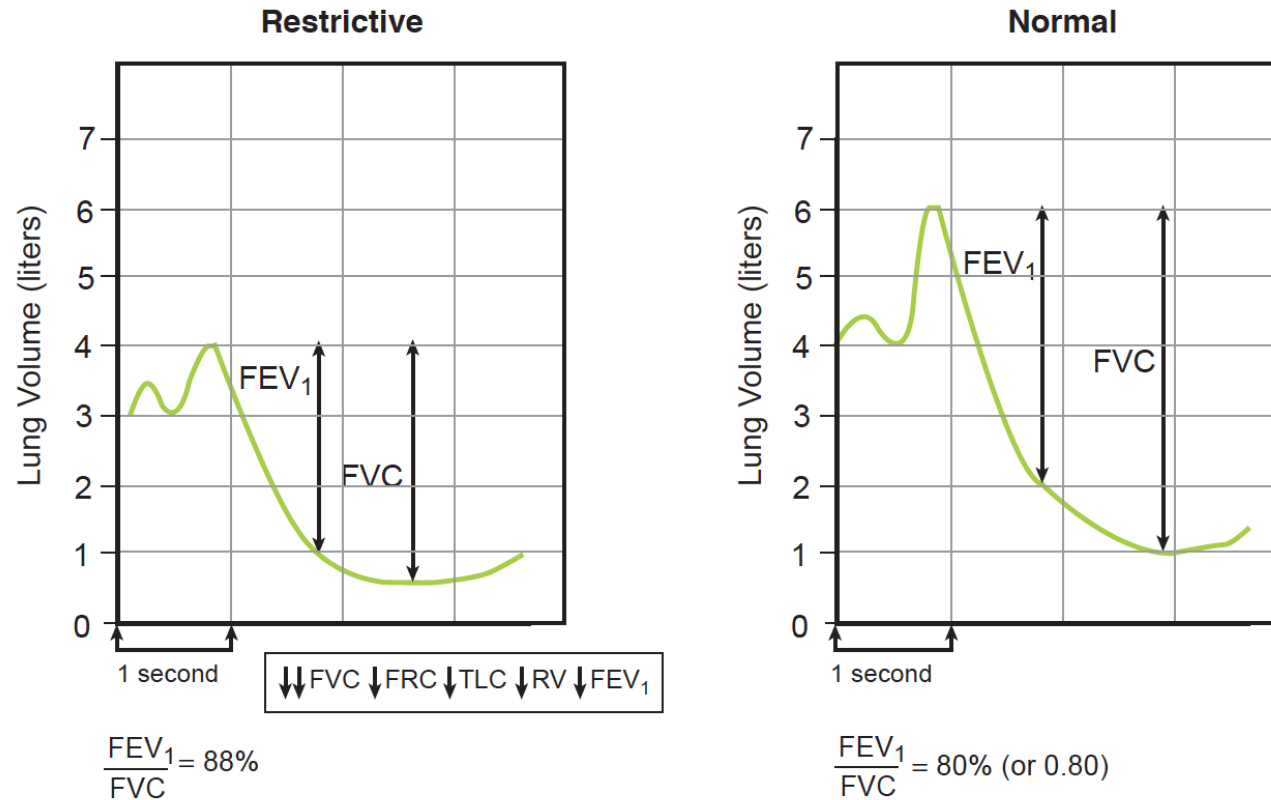 Restrictive
Lung Volume (liters)
7
6
5
4
3
2
1
0
FEV₁
FVC
1 second
↓↓ FVC ↓ FRC ↓ TLC ↓ RV ↓ FEV₁
FEV₁
FVC
= 88%
Normal
Lung Volume (liters)
7
6
5
4
3
2
1
0
FEV₁
FVC
1 second
FEV₁
FVC
= 80% (or 0.80)